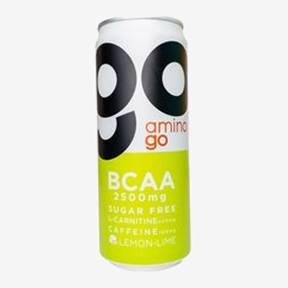 go
amino
go
BCAA
2500mg
SUGAR FREE
L-CARNITINE
CAFFEINE
LEMON-LIME